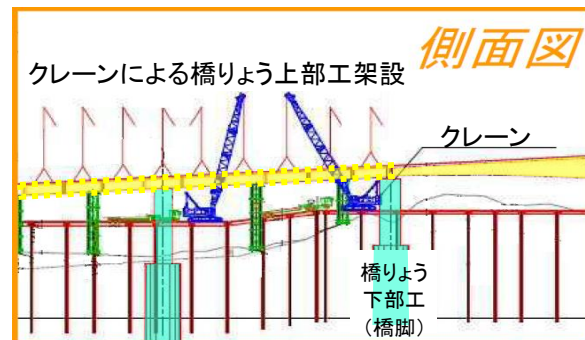 側面図
クレーンによる橋りょう上部工架設
クレーン
橋りょう
下部工
(橋脚)